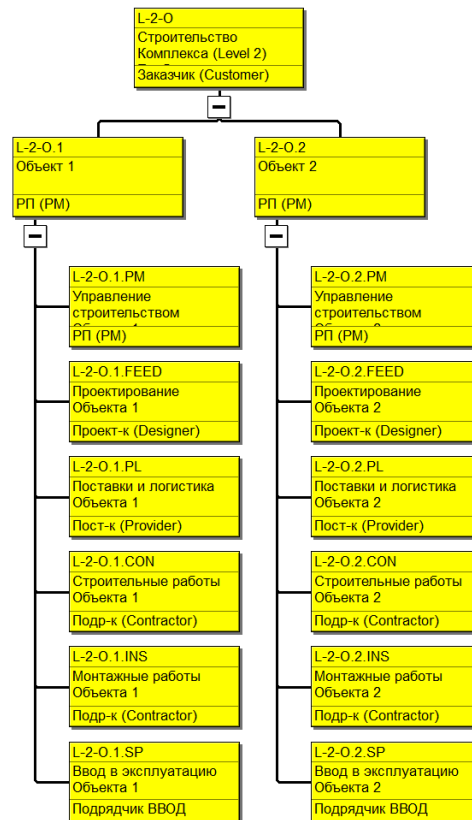 L-2-O
Строительство
Комплекса (Level 2)
Заказчик (Customer)
L-2-O.1
Объект 1
РП (PM)
L-2-O.2
Объект 2
РП (PM)
L-2-O.1.PM
Управление
строительством
РП (PM)
L-2-O.1.FEED
Проектирование
Объекта 1
Проект-к (Designer)
L-2-O.1.PL
Поставки и логистика
Объекта 1
Пост-к (Provider)
L-2-O.1.CON
Строительные работы
Объекта 1
Подр-к (Contractor)
L-2-O.1.INS
Монтажные работы
Объекта 1
Подр-к (Contractor)
L-2-O.1.SP
Ввод в эксплуатацию
Объекта 1
Подрядчик ВВОД
L-2-O.2.PM
Управление
строительством
РП (PM)
L-2-O.2.FEED
Проектирование
Объекта 2
Проект-к (Designer)
L-2-O.2.PL
Поставки и логистика
Объекта 2
Пост-к (Provider)
L-2-O.2.CON
Строительные работы
Объекта 2
Подр-к (Contractor)
L-2-O.2.INS
Монтажные работы
Объекта 2
Подр-к (Contractor)
L-2-O.2.SP
Ввод в эксплуатацию
Объекта 2
Подрядчик ВВОД